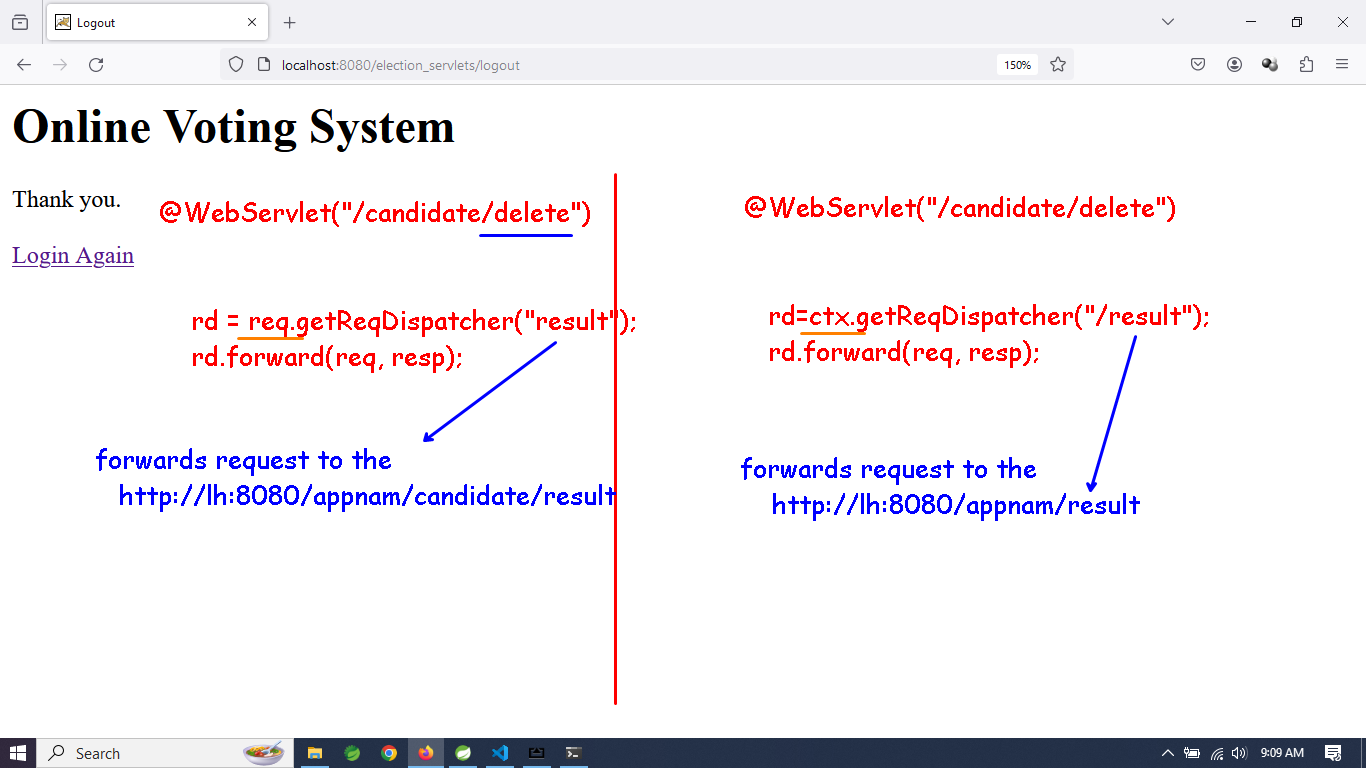 Logout
localhost:8080/election_servlets/logout
150%
Online Voting System
Thank you.
Login Again
@WebServlet("/candidate/delete")
rd = req.getReqDispatcher("result");
rd.forward(req, resp);
forwards request to the
http://lh:8080/appnam/candidate/result
@WebServlet("/candidate/delete")
rd=ctx.getReqDispatcher("/result");
rd.forward(req, resp);
forwards request to the
http://lh:8080/appnam/result
Search
9:09 AM